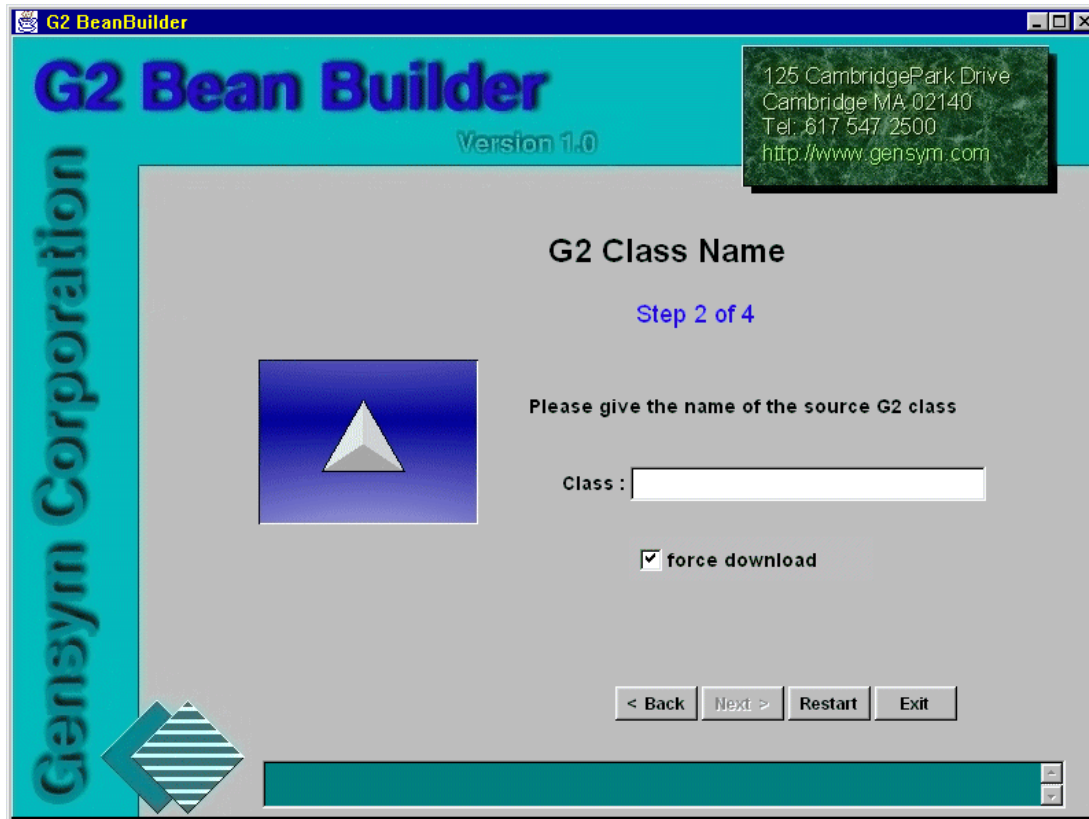 G2 BeanBuilder
G2 Bean Builder
Version 1.0
125 CambridgePark Drive
Cambridge MA 02140
Tel: 617 547 2500
http://www.gensym.com
Gensym Corporation
G2 Class Name
Step 2 of 4
Please give the name of the source G2 class
Class :
force download
< Back Next > Restart Exit